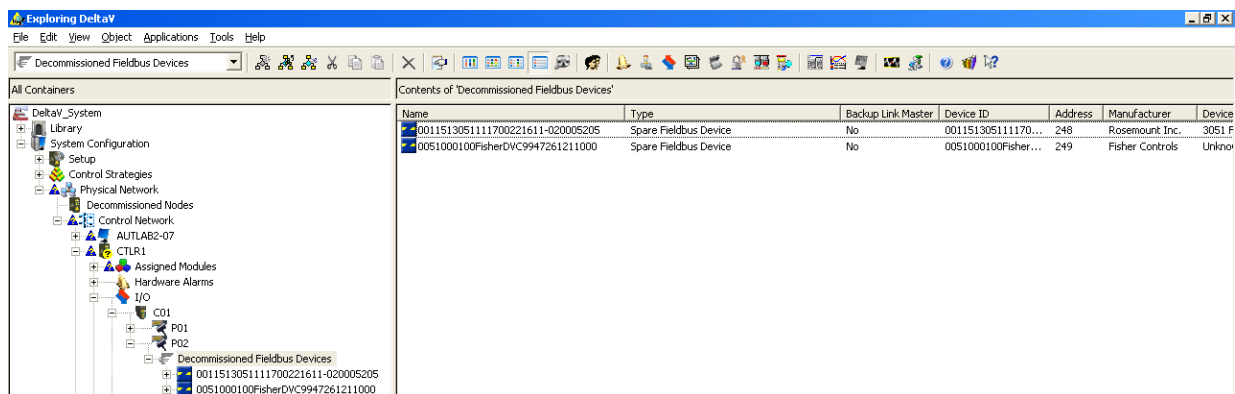 Exploring DeltaV
File Edit View Object Applications Tools Help
Decommissioned Fieldbus Devices
All Containers
Contents of 'Decommissioned Fieldbus Devices'
DeltaV_System
Library
System Configuration
Setup
Control Strategies
Physical Network
Decommissioned Nodes
Control Network
AUTLAB2-07
CTLR1
Assigned Modules
Hardware Alarms
I/O
C01
P01
P02
Decommissioned Fieldbus Devices
0011513051111700221611-020005205
0051000100FisherDVC9947261211000
Name Type Backup Link Master Device ID Address Manufacturer Device
0011513051111700221611-020005205 Spare Fieldbus Device No 001151305111170... 248 Rosemount Inc. 3051 F
0051000100FisherDVC9947261211000 Spare Fieldbus Device No 0051000100Fisher... 249 Fisher Controls Unkno